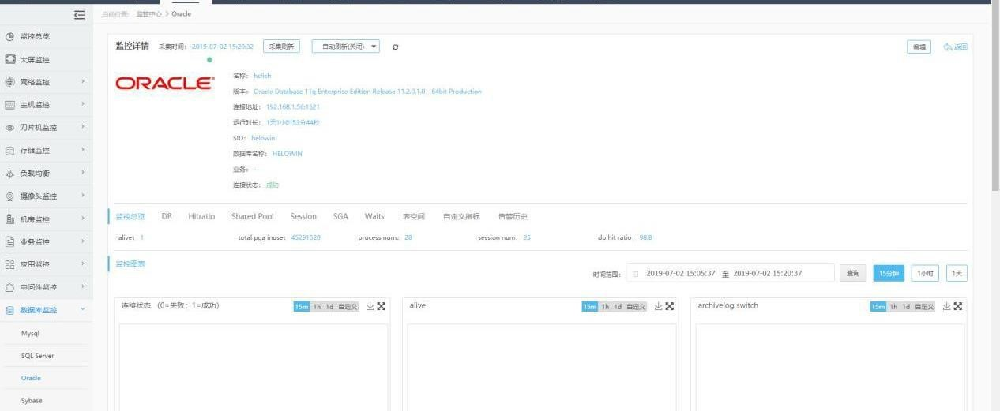 当前位置： 监控中心 > Oracle
监控总览
大屏监控
网络监控
主机监控
刀片机监控
存储监控
负载均衡
摄像头监控
机房监控
业务监控
应用监控
中间件监控
数据库监控
Mysql
SQL Server
Oracle
Sybase
监控详情 采集时间： 2019-07-02 15:20:32 采集刷新 自动刷新(关闭) 编辑 返回
ORACLE
名称： hsfish
版本： Oracle Database 11g Enterprise Edition Release 11.2.0.1.0 - 64bit Production
连接地址： 192.168.1.56:1521
运行时长： 1天1小时53分44秒
SID： helowin
数据库名称： HELOWIN
业务： --
连接状态： 成功
监控总览 DB Hitratio Shared Pool Session SGA Waits 表空间 自定义指标 告警历史
alive： 1 total pga inuse： 45291520 process num： 28 session num： 25 db hit ratio： 98.8
监控图表
时间范围： 2019-07-02 15:05:37 至 2019-07-02 15:20:37 查询 15分钟 1小时 1天
连接状态 （0=失败；1=成功） 15m 1h 1d 自定义
alive 15m 1h 1d 自定义
archivelog switch 15m 1h 1d 自定义